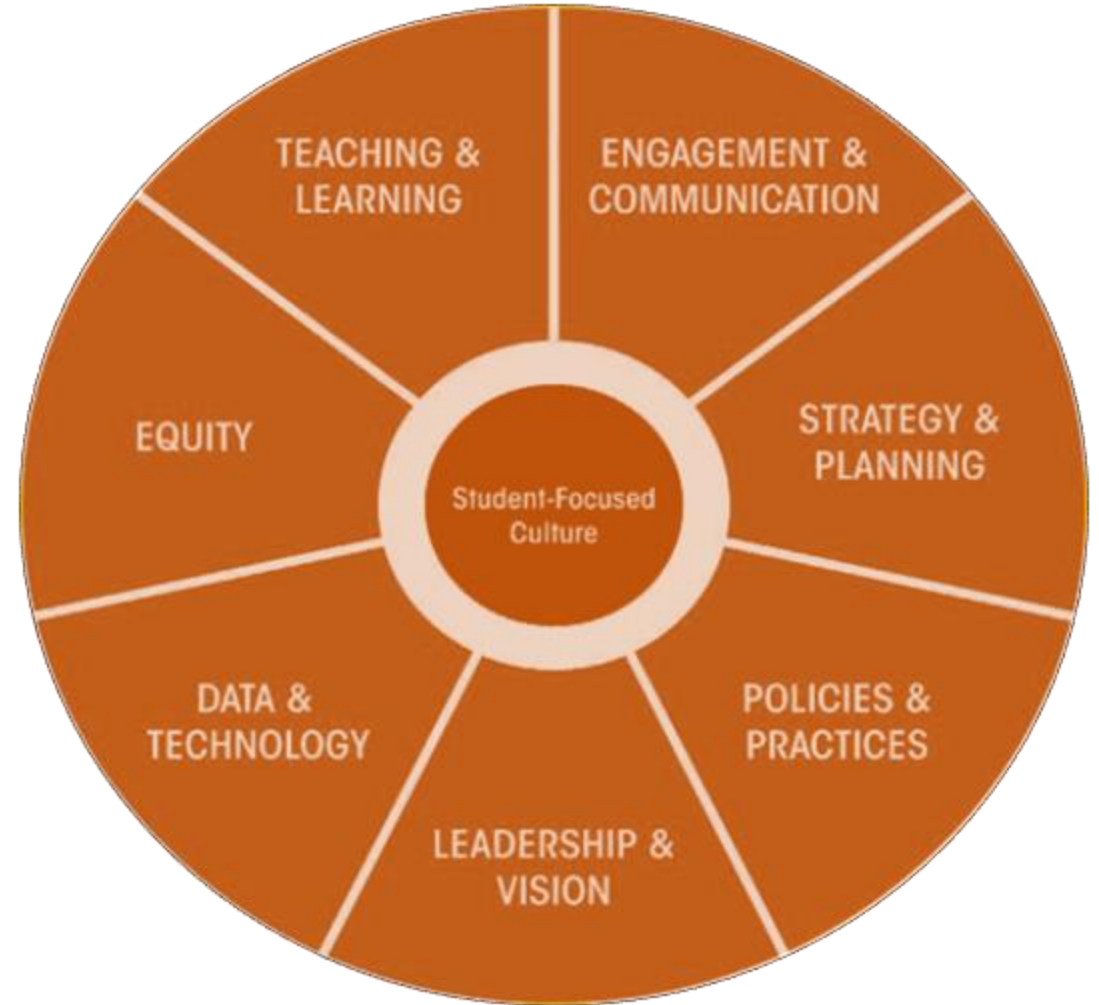 TEACHING &
LEARNING
ENGAGEMENT &
COMMUNICATION
EQUITY
STRATEGY &
PLANNING
Student-Focused
Culture
DATA &
TECHNOLOGY
POLICIES &
PRACTICES
LEADERSHIP &
VISION